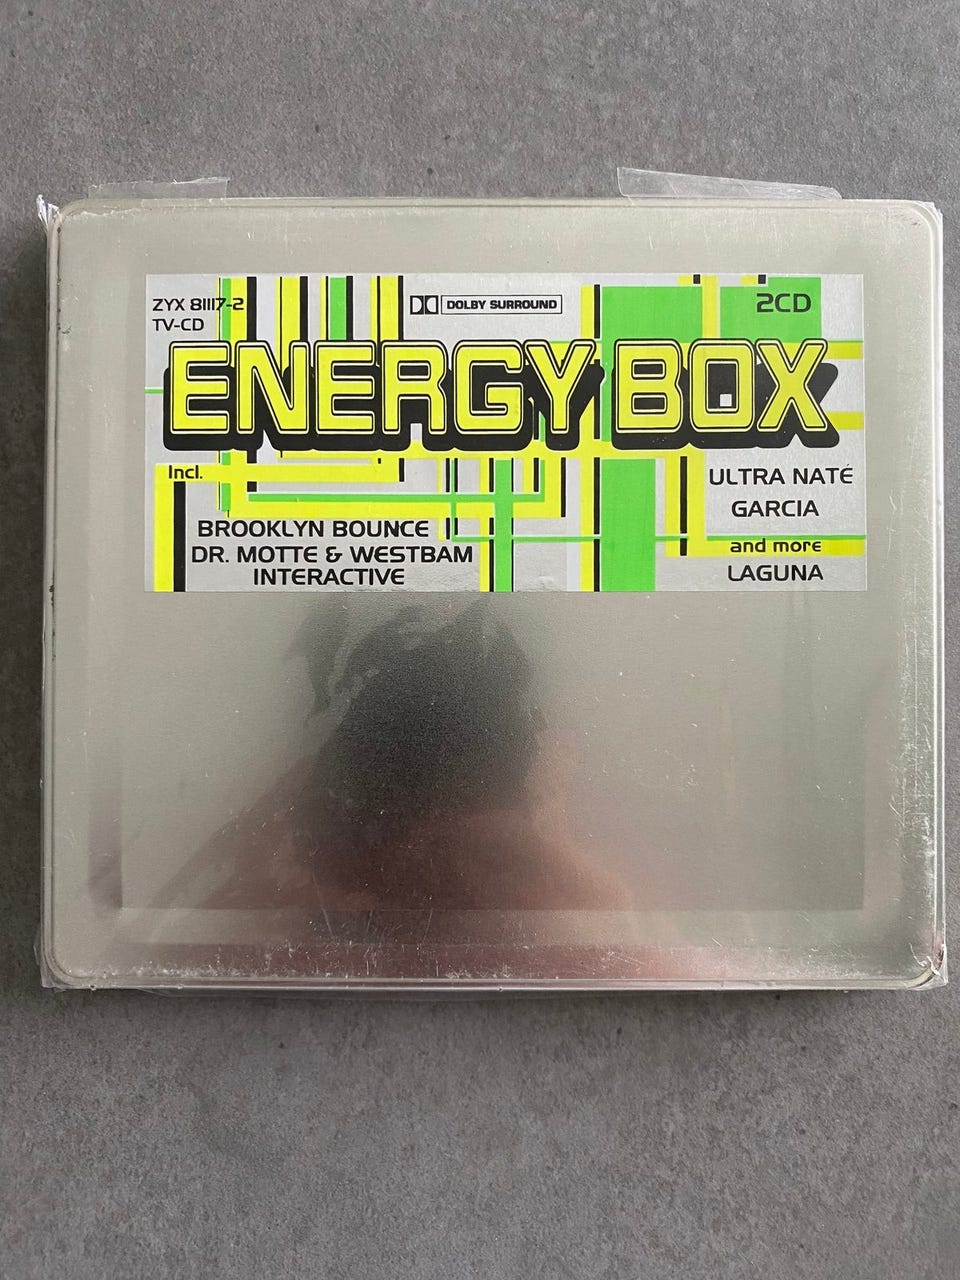 ZYX 81117-2
TV-CD
DOLBY SURROUND
2CD
ENERGY BOX
Incl.
BROOKLYN BOUNCE
DR. MOTTE & WESTBAM
INTERACTIVE
ULTRA NATÉ
GARCIA
and more
LAGUNA